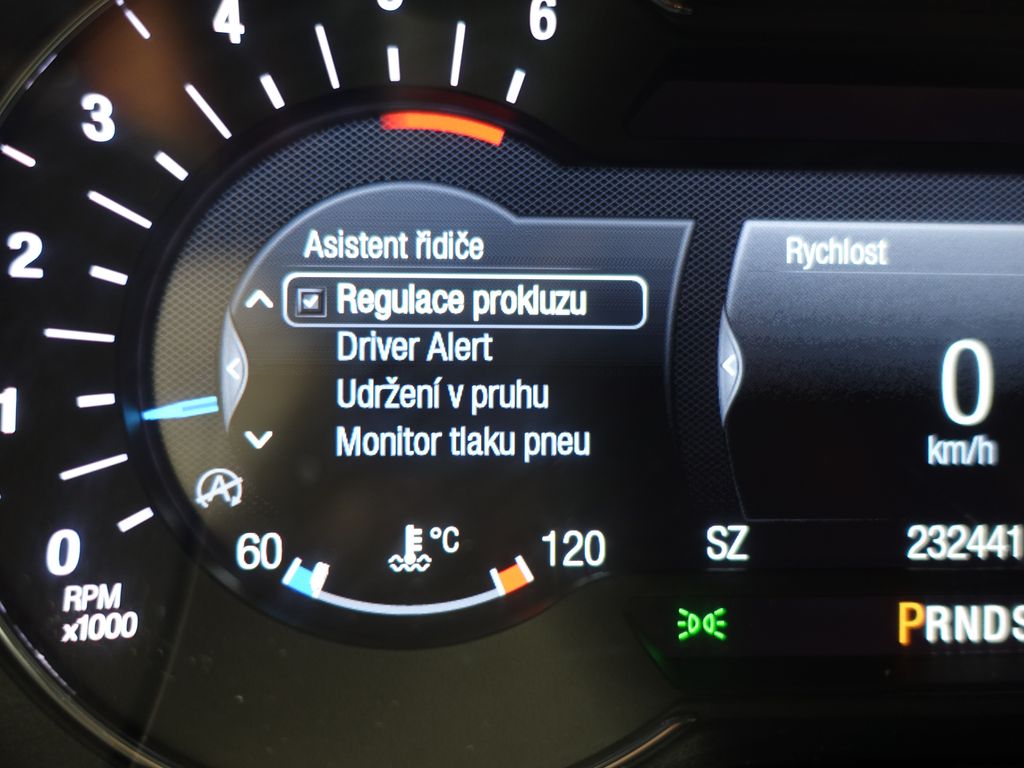 6
4
3
2
1
0
RPM
x1000
Asistent řidiče
Regulace prokluzu
Driver Alert
Udržení v pruhu
Monitor tlaku pneu
A
60
°C
120
Rychlost
0
km/h
SZ 232441
PRNDS